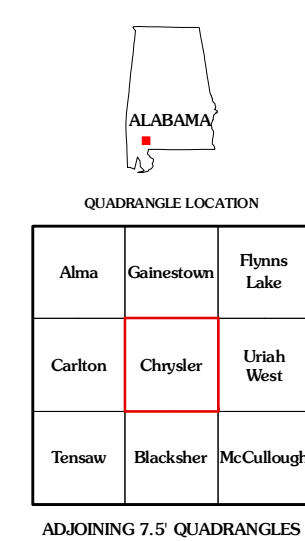 ALABAMA
QUADRANGLE LOCATION
Alma
Gainestown
Flynns
Lake
Carlton
Chrysler
Uriah
West
Tensaw
Blacksher
McCullough
ADJOINING 7.5' QUADRANGLES